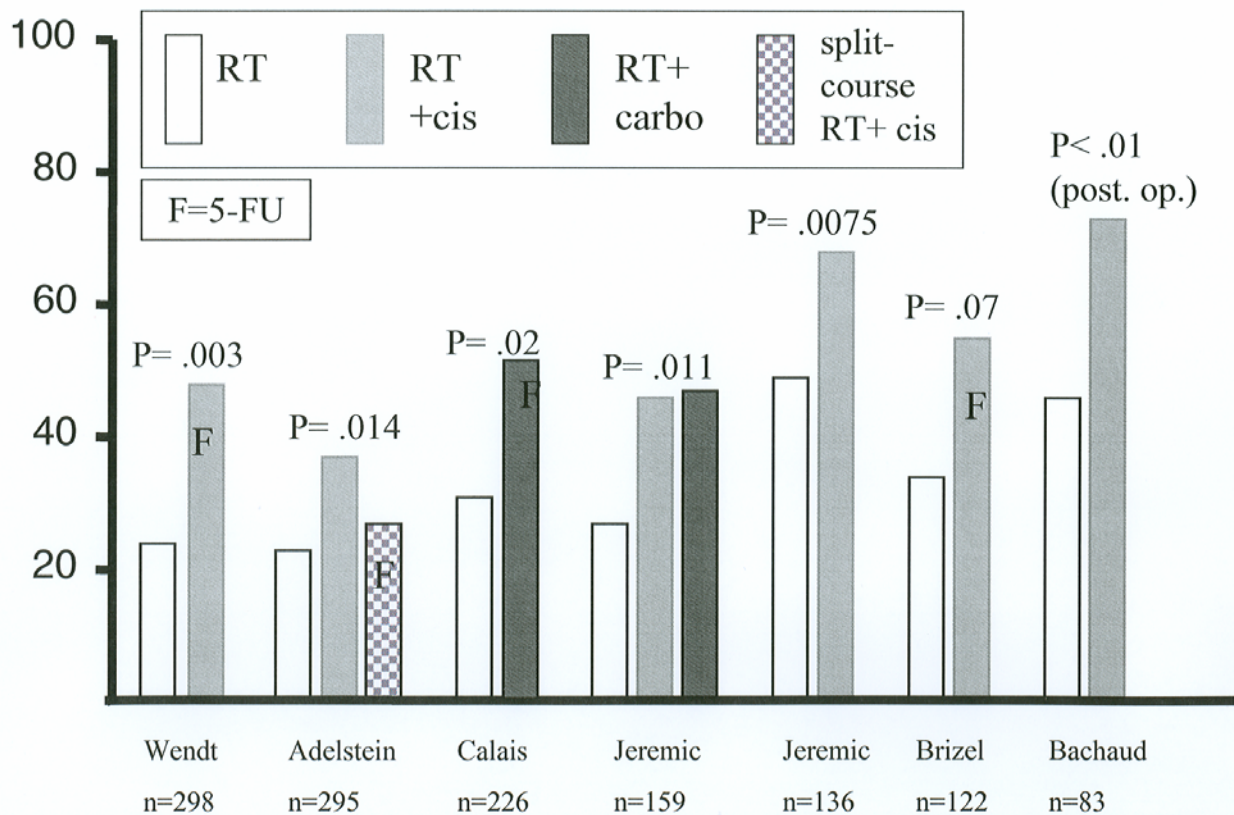 100
80
60
40
20
RT
RT
+cis
RT+
carbo
split-
course
RT+ cis
F=5-FU
P= .003
P= .014
P= .02
P= .011
P= .0075
P= .07
P< .01
(post. op.)
F
F
F
F
Wendt
n=298
Adelstein
n=295
Calais
n=226
Jeremic
n=159
Jeremic
n=136
Brizel
n=122
Bachaud
n=83